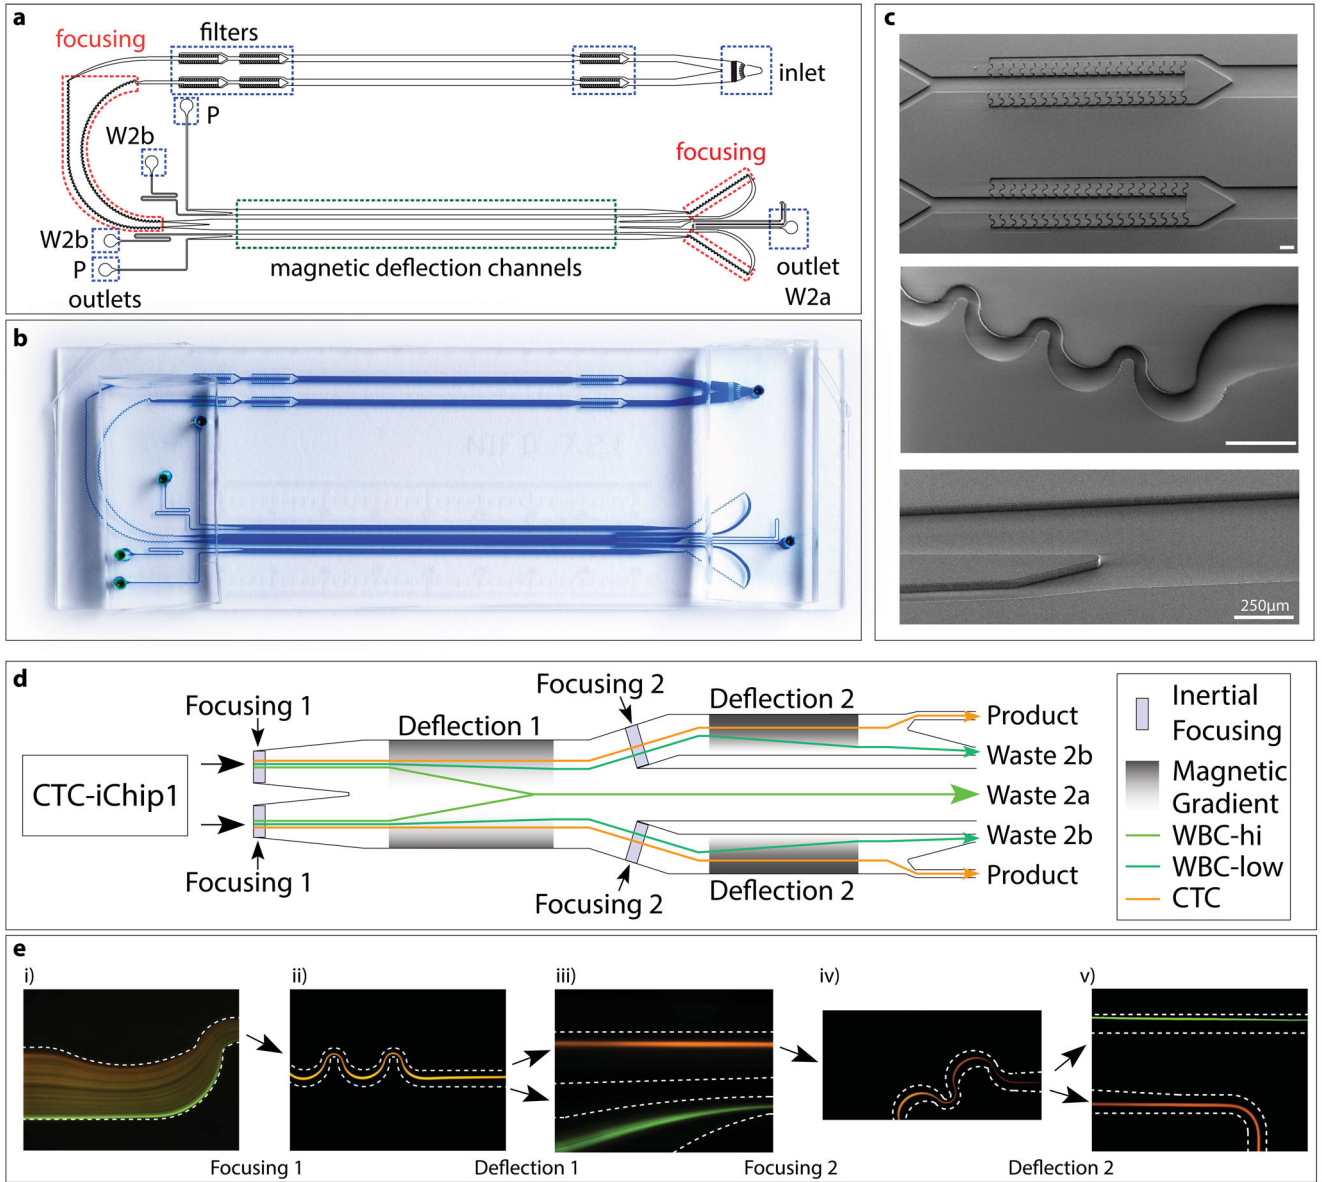 a
focusing
filters
inlet
P
W2b
focusing
W2b
P
outlets
magnetic deflection channels
outlet
W2a
b
c
250µm
d
Focusing 1
Deflection 1
Focusing 2
Deflection 2
CTC-iChip1
Product
Waste 2b
Waste 2a
Waste 2b
Product
Focusing 1
Focusing 2
Deflection 2
Inertial
Focusing
Magnetic
Gradient
WBC-hi
WBC-low
CTC
e
i)
ii)
iii)
iv)
v)
Focusing 1
Deflection 1
Focusing 2
Deflection 2